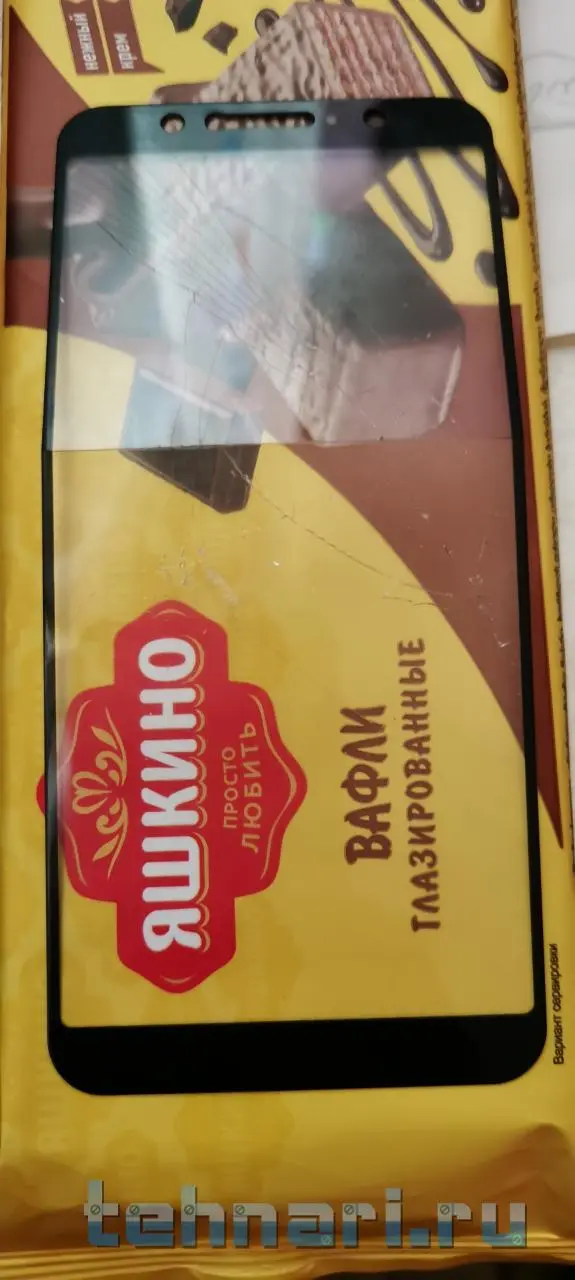 нежный
крем
ЯШКИНО
ПРОСТО
ЛЮБИТЬ
ВАФЛИ
ГЛАЗИРОВАННЫЕ
Вариант сервировки
tehnari.ru